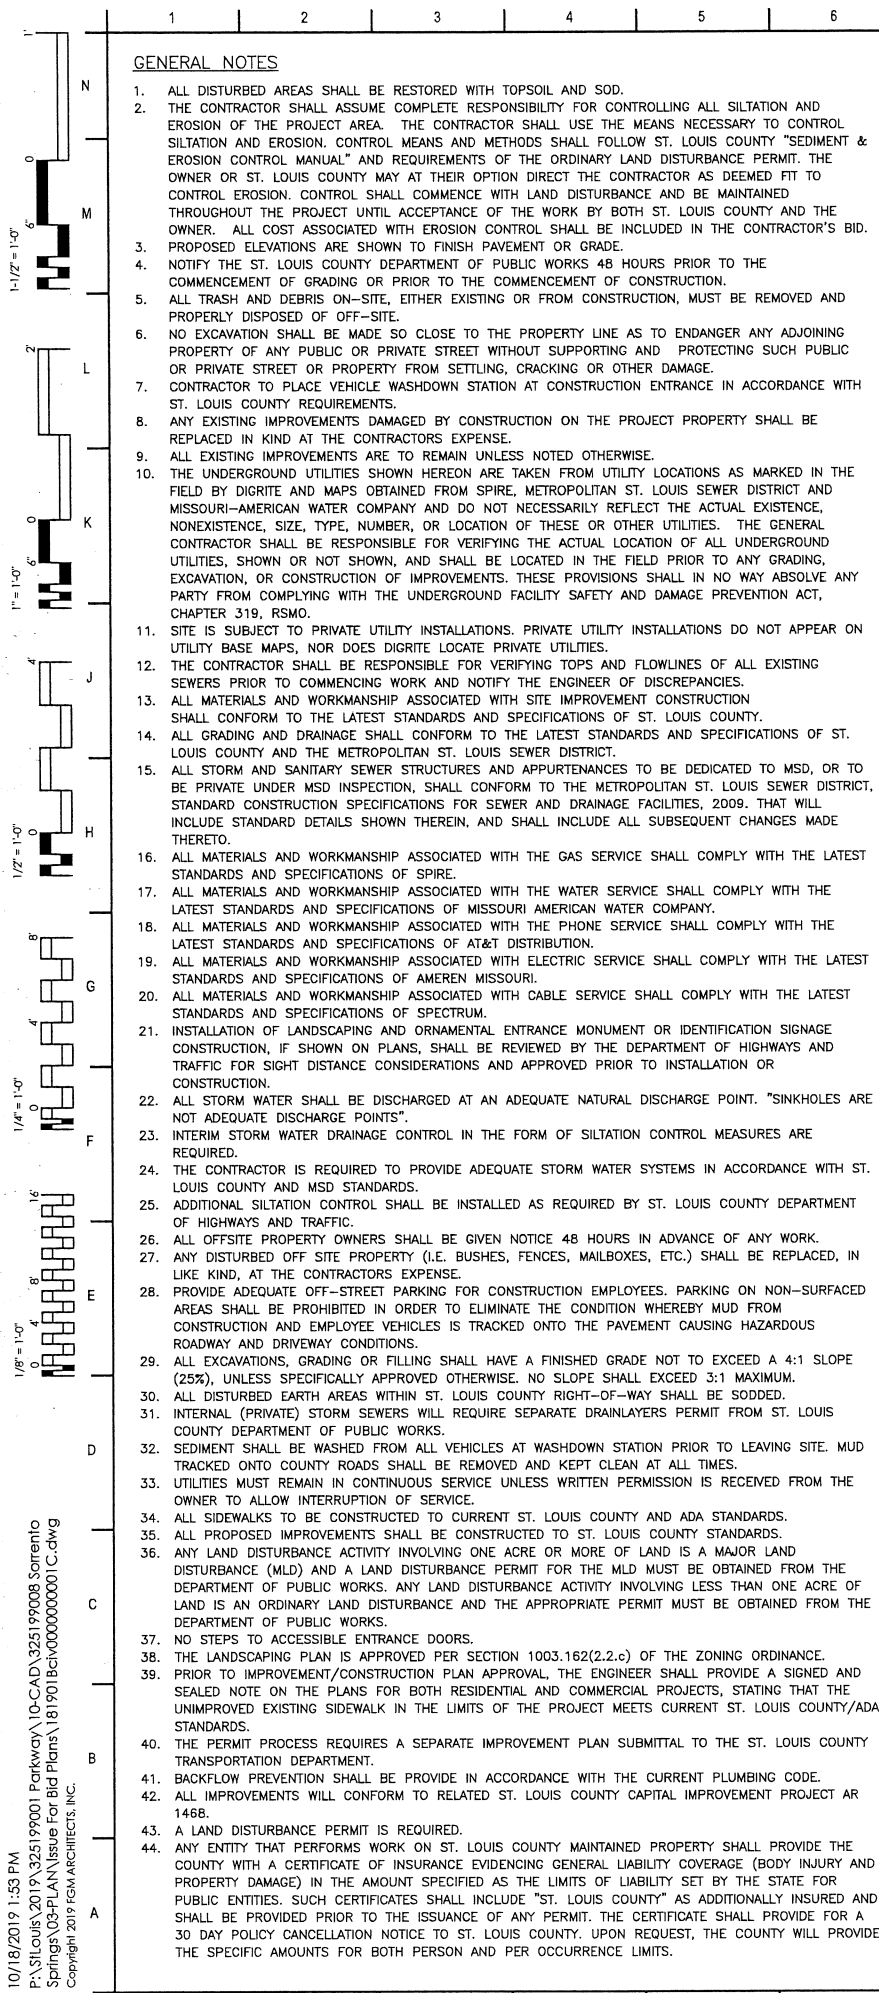 1 2 3 4 5 6
GENERAL NOTES
1. ALL DISTURBED AREAS SHALL BE RESTORED WITH TOPSOIL AND SOD.
2. THE CONTRACTOR SHALL ASSUME COMPLETE RESPONSIBILITY FOR CONTROLLING ALL SILTATION AND
EROSION OF THE PROJECT AREA. THE CONTRACTOR SHALL USE THE MEANS NECESSARY TO CONTROL
SILTATION AND EROSION. CONTROL MEANS AND METHODS SHALL FOLLOW ST. LOUIS COUNTY "SEDIMENT &
EROSION CONTROL MANUAL" AND REQUIREMENTS OF THE ORDINARY LAND DISTURBANCE PERMIT. THE
OWNER OR ST. LOUIS COUNTY MAY AT THEIR OPTION DIRECT THE CONTRACTOR AS DEEMED FIT TO
CONTROL EROSION. CONTROL SHALL COMMENCE WITH LAND DISTURBANCE AND BE MAINTAINED
THROUGHOUT THE PROJECT UNTIL ACCEPTANCE OF THE WORK BY BOTH ST. LOUIS COUNTY AND THE
OWNER. ALL COST ASSOCIATED WITH EROSION CONTROL SHALL BE INCLUDED IN THE CONTRACTOR'S BID.
3. PROPOSED ELEVATIONS ARE SHOWN TO FINISH PAVEMENT OR GRADE.
4. NOTIFY THE ST. LOUIS COUNTY DEPARTMENT OF PUBLIC WORKS 48 HOURS PRIOR TO THE
COMMENCEMENT OF GRADING OR PRIOR TO THE COMMENCEMENT OF CONSTRUCTION.
5. ALL TRASH AND DEBRIS ON-SITE, EITHER EXISTING OR FROM CONSTRUCTION, MUST BE REMOVED AND
PROPERLY DISPOSED OF OFF-SITE.
6. NO EXCAVATION SHALL BE MADE SO CLOSE TO THE PROPERTY LINE AS TO ENDANGER ANY ADJOINING
PROPERTY OF ANY PUBLIC OR PRIVATE STREET WITHOUT SUPPORTING AND PROTECTING SUCH PUBLIC
OR PRIVATE STREET OR PROPERTY FROM SETTLING, CRACKING OR OTHER DAMAGE.
7. CONTRACTOR TO PLACE VEHICLE WASHDOWN STATION AT CONSTRUCTION ENTRANCE IN ACCORDANCE WITH
ST. LOUIS COUNTY REQUIREMENTS.
8. ANY EXISTING IMPROVEMENTS DAMAGED BY CONSTRUCTION ON THE PROJECT PROPERTY SHALL BE
REPLACED IN KIND AT THE CONTRACTORS EXPENSE.
9. ALL EXISTING IMPROVEMENTS ARE TO REMAIN UNLESS NOTED OTHERWISE.
10. THE UNDERGROUND UTILITIES SHOWN HEREON ARE TAKEN FROM UTILITY LOCATIONS AS MARKED IN THE
FIELD BY DIGRITE AND MAPS OBTAINED FROM SPIRE, METROPOLITAN ST. LOUIS SEWER DISTRICT AND
MISSOURI-AMERICAN WATER COMPANY AND DO NOT NECESSARILY REFLECT THE ACTUAL EXISTENCE,
NONEXISTENCE, SIZE, TYPE, NUMBER, OR LOCATION OF THESE OR OTHER UTILITIES. THE GENERAL
CONTRACTOR SHALL BE RESPONSIBLE FOR VERIFYING THE ACTUAL LOCATION OF ALL UNDERGROUND
UTILITIES, SHOWN OR NOT SHOWN, AND SHALL BE LOCATED IN THE FIELD PRIOR TO ANY GRADING,
EXCAVATION, OR CONSTRUCTION OF IMPROVEMENTS. THESE PROVISIONS SHALL IN NO WAY ABSOLVE ANY
PARTY FROM COMPLYING WITH THE UNDERGROUND FACILITY SAFETY AND DAMAGE PREVENTION ACT,
CHAPTER 319, RSMO.
11. SITE IS SUBJECT TO PRIVATE UTILITY INSTALLATIONS. PRIVATE UTILITY INSTALLATIONS DO NOT APPEAR ON
UTILITY BASE MAPS, NOR DOES DIGRITE LOCATE PRIVATE UTILITIES.
12. THE CONTRACTOR SHALL BE RESPONSIBLE FOR VERIFYING TOPS AND FLOWLINES OF ALL EXISTING
SEWERS PRIOR TO COMMENCING WORK AND NOTIFY THE ENGINEER OF DISCREPANCIES.
13. ALL MATERIALS AND WORKMANSHIP ASSOCIATED WITH SITE IMPROVEMENT CONSTRUCTION
SHALL CONFORM TO THE LATEST STANDARDS AND SPECIFICATIONS OF ST. LOUIS COUNTY.
14. ALL GRADING AND DRAINAGE SHALL CONFORM TO THE LATEST STANDARDS AND SPECIFICATIONS OF ST.
LOUIS COUNTY AND THE METROPOLITAN ST. LOUIS SEWER DISTRICT.
15. ALL STORM AND SANITARY SEWER STRUCTURES AND APPURTENANCES TO BE DEDICATED TO MSD, OR TO
BE PRIVATE UNDER MSD INSPECTION, SHALL CONFORM TO THE METROPOLITAN ST. LOUIS SEWER DISTRICT,
STANDARD CONSTRUCTION SPECIFICATIONS FOR SEWER AND DRAINAGE FACILITIES, 2009. THAT WILL
INCLUDE STANDARD DETAILS SHOWN THEREIN, AND SHALL INCLUDE ALL SUBSEQUENT CHANGES MADE
THERETO.
16. ALL MATERIALS AND WORKMANSHIP ASSOCIATED WITH THE GAS SERVICE SHALL COMPLY WITH THE LATEST
STANDARDS AND SPECIFICATIONS OF SPIRE.
17. ALL MATERIALS AND WORKMANSHIP ASSOCIATED WITH THE WATER SERVICE SHALL COMPLY WITH THE
LATEST STANDARDS AND SPECIFICATIONS OF MISSOURI AMERICAN WATER COMPANY.
18. ALL MATERIALS AND WORKMANSHIP ASSOCIATED WITH THE PHONE SERVICE SHALL COMPLY WITH THE
LATEST STANDARDS AND SPECIFICATIONS OF AT&T DISTRIBUTION.
19. ALL MATERIALS AND WORKMANSHIP ASSOCIATED WITH ELECTRIC SERVICE SHALL COMPLY WITH THE LATEST
STANDARDS AND SPECIFICATIONS OF AMEREN MISSOURI.
20. ALL MATERIALS AND WORKMANSHIP ASSOCIATED WITH CABLE SERVICE SHALL COMPLY WITH THE LATEST
STANDARDS AND SPECIFICATIONS OF SPECTRUM.
21. INSTALLATION OF LANDSCAPING AND ORNAMENTAL ENTRANCE MONUMENT OR IDENTIFICATION SIGNAGE
CONSTRUCTION, IF SHOWN ON PLANS, SHALL BE REVIEWED BY THE DEPARTMENT OF HIGHWAYS AND
TRAFFIC FOR SIGHT DISTANCE CONSIDERATIONS AND APPROVED PRIOR TO INSTALLATION OR
CONSTRUCTION.
22. ALL STORM WATER SHALL BE DISCHARGED AT AN ADEQUATE NATURAL DISCHARGE POINT. "SINKHOLES ARE
NOT ADEQUATE DISCHARGE POINTS".
23. INTERIM STORM WATER DRAINAGE CONTROL IN THE FORM OF SILTATION CONTROL MEASURES ARE
REQUIRED.
24. THE CONTRACTOR IS REQUIRED TO PROVIDE ADEQUATE STORM WATER SYSTEMS IN ACCORDANCE WITH ST.
LOUIS COUNTY AND MSD STANDARDS.
25. ADDITIONAL SILTATION CONTROL SHALL BE INSTALLED AS REQUIRED BY ST. LOUIS COUNTY DEPARTMENT
OF HIGHWAYS AND TRAFFIC.
26. ALL OFFSITE PROPERTY OWNERS SHALL BE GIVEN NOTICE 48 HOURS IN ADVANCE OF ANY WORK.
27. ANY DISTURBED OFF SITE PROPERTY (I.E. BUSHES, FENCES, MAILBOXES, ETC.) SHALL BE REPLACED, IN
LIKE KIND, AT THE CONTRACTORS EXPENSE.
28. PROVIDE ADEQUATE OFF-STREET PARKING FOR CONSTRUCTION EMPLOYEES. PARKING ON NON-SURFACED
AREAS SHALL BE PROHIBITED IN ORDER TO ELIMINATE THE CONDITION WHEREBY MUD FROM
CONSTRUCTION AND EMPLOYEE VEHICLES IS TRACKED ONTO THE PAVEMENT CAUSING HAZARDOUS
ROADWAY AND DRIVEWAY CONDITIONS.
29. ALL EXCAVATIONS, GRADING OR FILLING SHALL HAVE A FINISHED GRADE NOT TO EXCEED A 4:1 SLOPE
(25%), UNLESS SPECIFICALLY APPROVED OTHERWISE. NO SLOPE SHALL EXCEED 3:1 MAXIMUM.
30. ALL DISTURBED EARTH AREAS WITHIN ST. LOUIS COUNTY RIGHT-OF-WAY SHALL BE SODDED.
31. INTERNAL (PRIVATE) STORM SEWERS WILL REQUIRE SEPARATE DRAINLAYERS PERMIT FROM ST. LOUIS
COUNTY DEPARTMENT OF PUBLIC WORKS.
32. SEDIMENT SHALL BE WASHED FROM ALL VEHICLES AT WASHDOWN STATION PRIOR TO LEAVING SITE. MUD
TRACKED ONTO COUNTY ROADS SHALL BE REMOVED AND KEPT CLEAN AT ALL TIMES.
33. UTILITIES MUST REMAIN IN CONTINUOUS SERVICE UNLESS WRITTEN PERMISSION IS RECEIVED FROM THE
OWNER TO ALLOW INTERRUPTION OF SERVICE.
34. ALL SIDEWALKS TO BE CONSTRUCTED TO CURRENT ST. LOUIS COUNTY AND ADA STANDARDS.
35. ALL PROPOSED IMPROVEMENTS SHALL BE CONSTRUCTED TO ST. LOUIS COUNTY STANDARDS.
36. ANY LAND DISTURBANCE ACTIVITY INVOLVING ONE ACRE OR MORE OF LAND IS A MAJOR LAND
DISTURBANCE (MLD) AND A LAND DISTURBANCE PERMIT FOR THE MLD MUST BE OBTAINED FROM THE
DEPARTMENT OF PUBLIC WORKS. ANY LAND DISTURBANCE ACTIVITY INVOLVING LESS THAN ONE ACRE OF
LAND IS AN ORDINARY LAND DISTURBANCE AND THE APPROPRIATE PERMIT MUST BE OBTAINED FROM THE
DEPARTMENT OF PUBLIC WORKS.
37. NO STEPS TO ACCESSIBLE ENTRANCE DOORS.
38. THE LANDSCAPING PLAN IS APPROVED PER SECTION 1003.162(2.2.c) OF THE ZONING ORDINANCE.
39. PRIOR TO IMPROVEMENT/CONSTRUCTION PLAN APPROVAL, THE ENGINEER SHALL PROVIDE A SIGNED AND
SEALED NOTE ON THE PLANS FOR BOTH RESIDENTIAL AND COMMERCIAL PROJECTS, STATING THAT THE
UNIMPROVED EXISTING SIDEWALK IN THE LIMITS OF THE PROJECT MEETS CURRENT ST. LOUIS COUNTY/ADA
STANDARDS.
40. THE PERMIT PROCESS REQUIRES A SEPARATE IMPROVEMENT PLAN SUBMITTAL TO THE ST. LOUIS COUNTY
TRANSPORTATION DEPARTMENT.
41. BACKFLOW PREVENTION SHALL BE PROVIDE IN ACCORDANCE WITH THE CURRENT PLUMBING CODE.
42. ALL IMPROVEMENTS WILL CONFORM TO RELATED ST. LOUIS COUNTY CAPITAL IMPROVEMENT PROJECT AR
1468.
43. A LAND DISTURBANCE PERMIT IS REQUIRED.
44. ANY ENTITY THAT PERFORMS WORK ON ST. LOUIS COUNTY MAINTAINED PROPERTY SHALL PROVIDE THE
COUNTY WITH A CERTIFICATE OF INSURANCE EVIDENCING GENERAL LIABILITY COVERAGE (BODY INJURY AND
PROPERTY DAMAGE) IN THE AMOUNT SPECIFIED AS THE LIMITS OF LIABILITY SET BY THE STATE FOR
PUBLIC ENTITIES. SUCH CERTIFICATES SHALL INCLUDE "ST. LOUIS COUNTY" AS ADDITIONALLY INSURED AND
SHALL BE PROVIDED PRIOR TO THE ISSUANCE OF ANY PERMIT. THE CERTIFICATE SHALL PROVIDE FOR A
30 DAY POLICY CANCELLATION NOTICE TO ST. LOUIS COUNTY. UPON REQUEST, THE COUNTY WILL PROVIDE
THE SPECIFIC AMOUNTS FOR BOTH PERSON AND PER OCCURRENCE LIMITS.
N
M
L
K
J
H
G
F
E
D
C
B
A
1-1/2" = 1'-0" 6" 0 1'
1" = 1'-0" 6" 0 2'
1/2" = 1'-0" 0 4'
1/4" = 1'-0" 0 4' 8'
1/8" = 1'-0" 0 4' 8' 16'
10/18/2019 1:53 PM
P:\StLouis\2019\325199001 Parkway\10-CAD\325199008 Sorrento
Springs\03-PLAN\Issue For Bid Plans\181901Bciv0000000001C.dwg
Copyright 2019 FGM ARCHITECTS, INC.